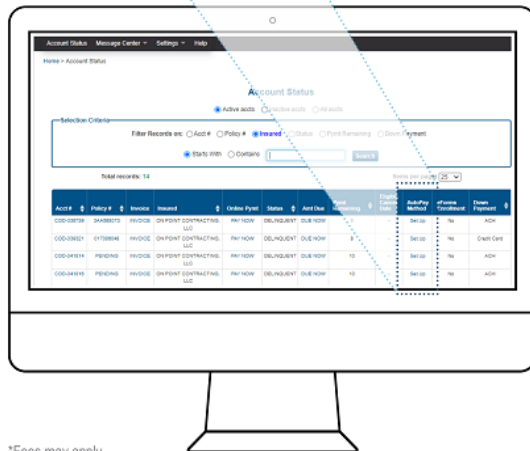 Account Status Message Center Settings Help
Home > Account Status
Account Status
Active accts Inactive accts All accts
Selection Criteria
Filter Records on: Acct # Policy # Insured Status Pymt Remaining Down Payment
Starts With Contains Search
Total records: 14 Items per page 25
Acct # Policy # Invoice Insured Online Pymt Status Amt Due Pymt Remaining Date AutoPay Method eForms Enrollment Down Payment
INVOICE ON POINT CONTRACTING, LLC PAY NOW DELINQUENT DUE NOW Set Up No ACH
INVOICE ON POINT CONTRACTING, LLC PAY NOW DELINQUENT DUE NOW Set Up No Credit Card
COD-041014 PENDING INVOICE ON POINT CONTRACTING, LLC PAY NOW DELINQUENT DUE NOW 10 Set Up No ACH
PENDING INVOICE ON POINT CONTRACTING, LLC PAY NOW DELINQUENT DUE NOW 10 Set Up No ACH
*Fees may apply